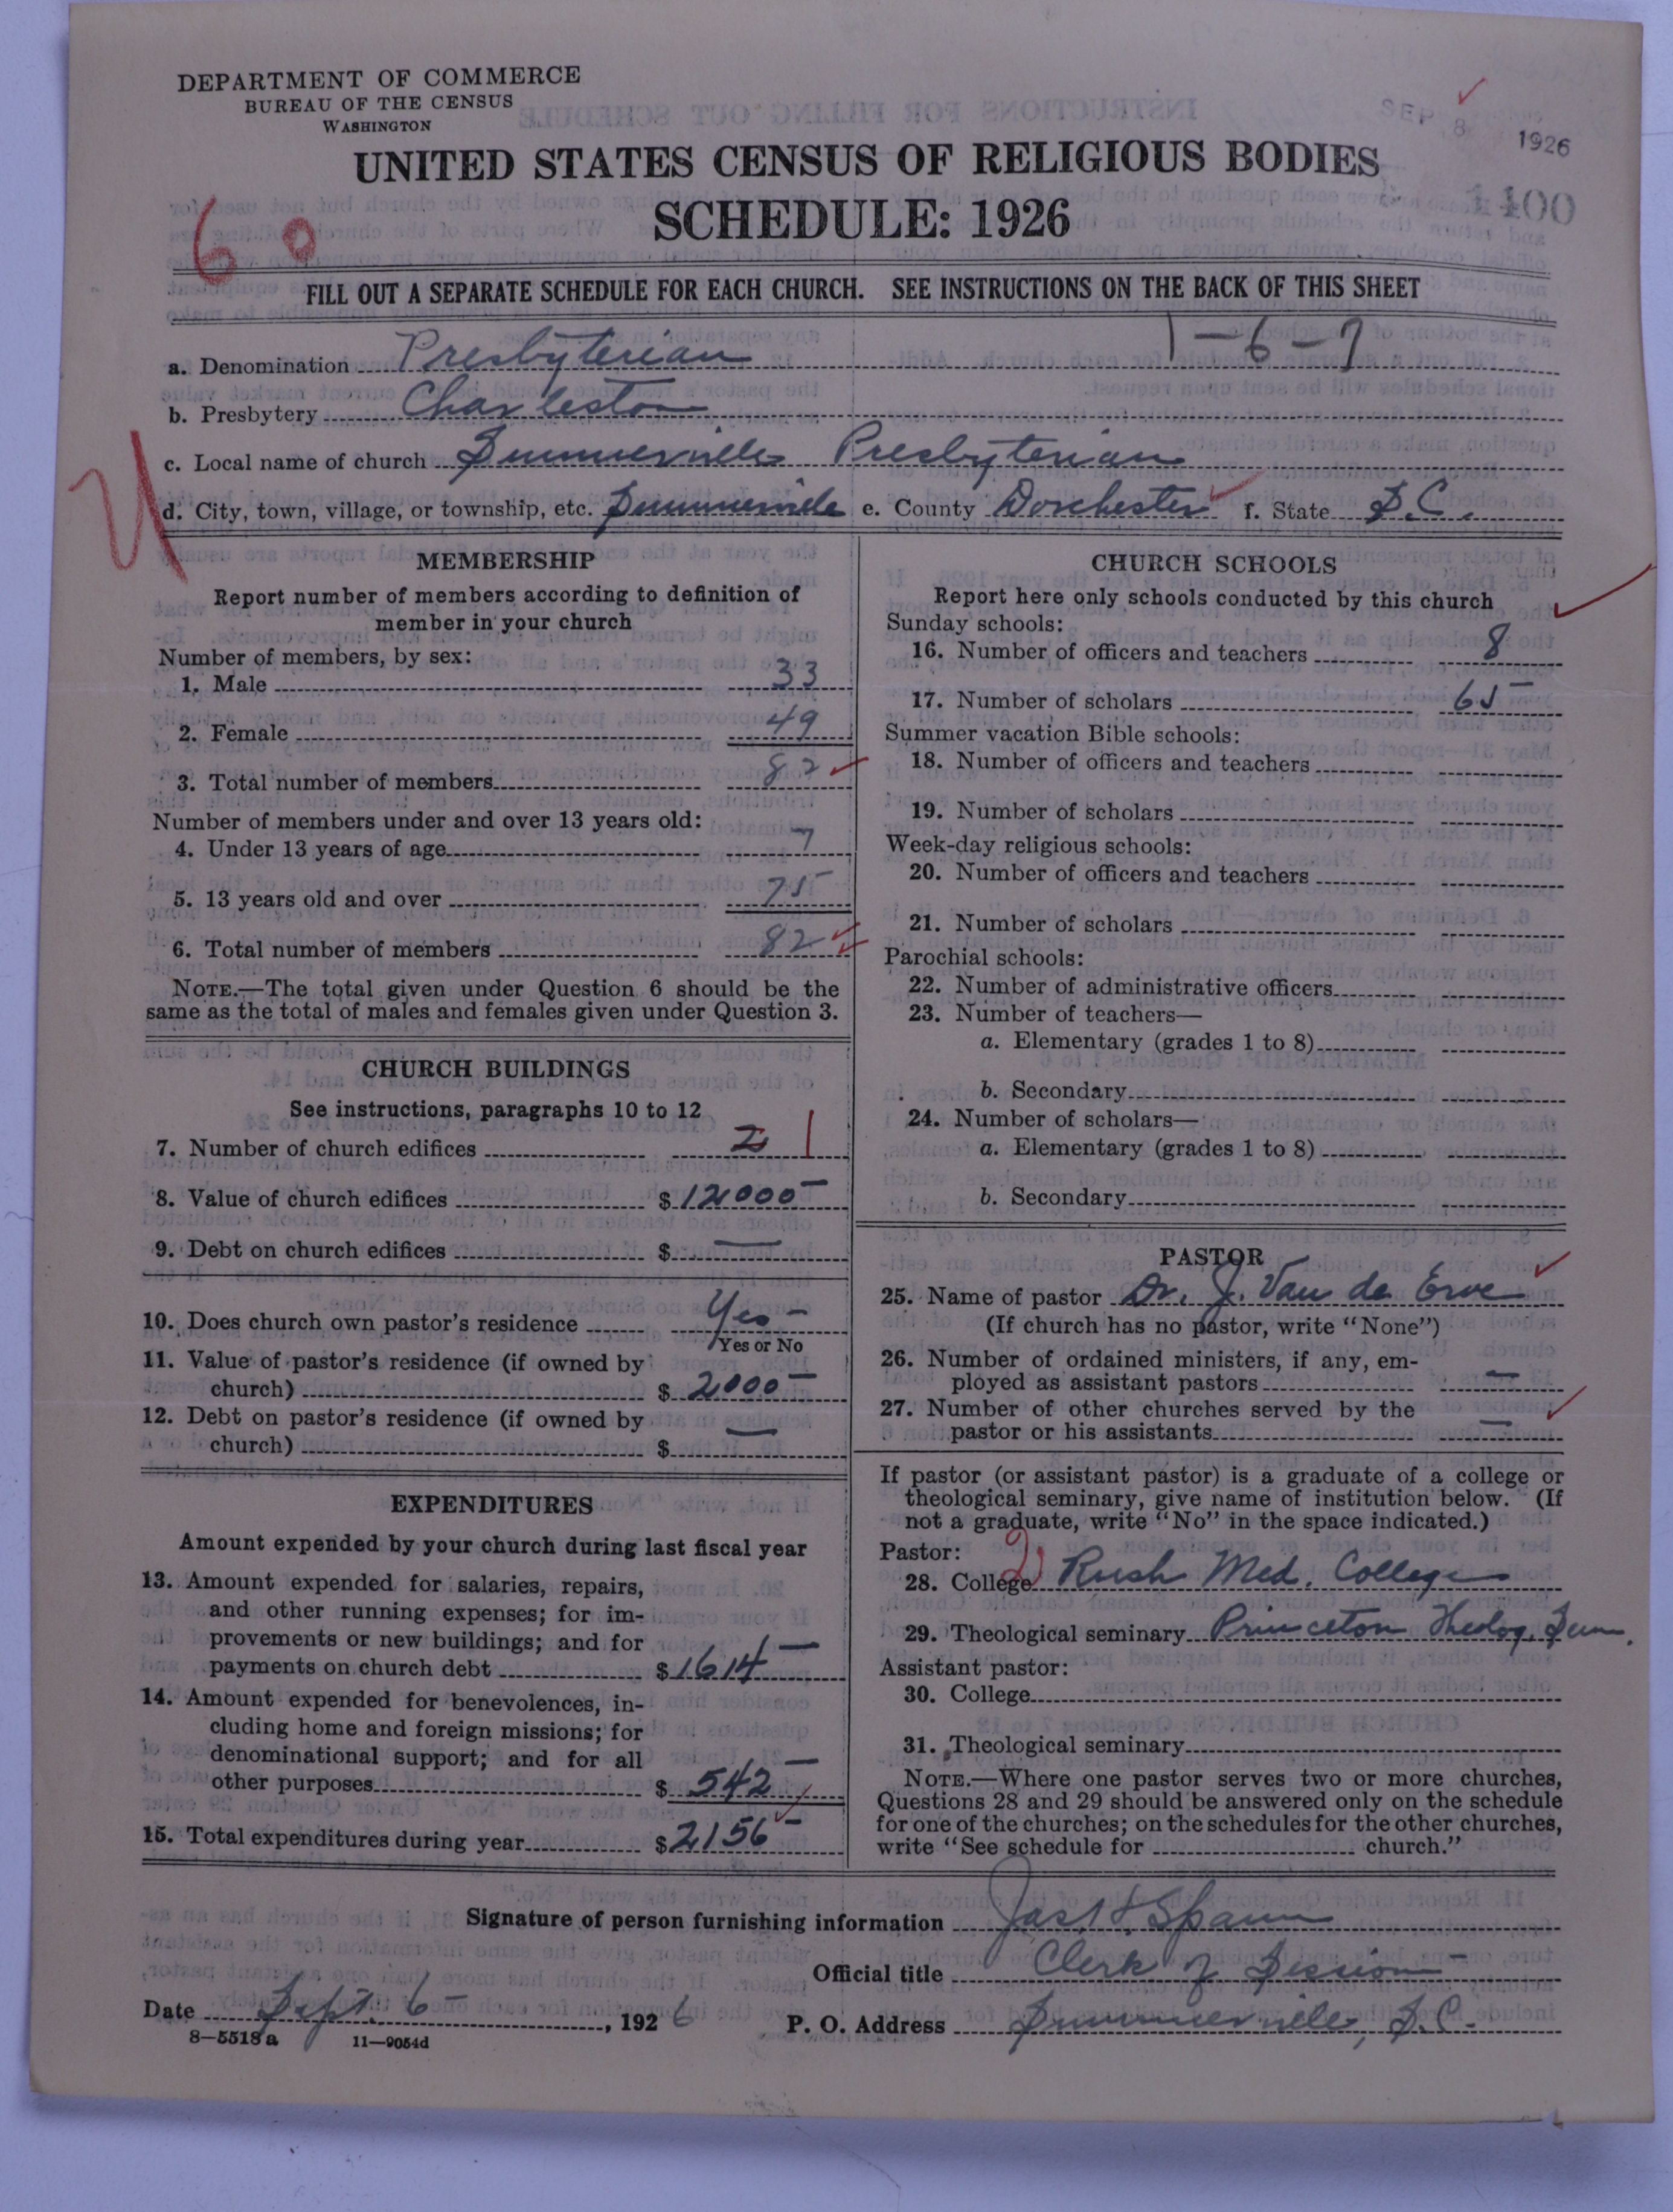 DEPARTMENT OF COMMERCE
BUREAU OF THE CENSUS
WASHINGTON
SEP 8 1926
UNITED STATES CENSUS OF RELIGIOUS BODIES
SCHEDULE: 1926
1400
60
FILL OUT A SEPARATE SCHEDULE FOR EACH CHURCH. SEE INSTRUCTIONS ON THE BACK OF THIS SHEET
1-6-7
a. Denomination Presbyterian
b. Presbytery Charleston
c. Local name of church Summerville Presbyterian
d. City, town, village, or township, etc. Summerville e. County Dorchester f. State S.C.
MEMBERSHIP
Report number of members according to definition of
member in your church
Number of members, by sex:
1. Male 33
2. Female 49
3. Total number of members 82
Number of members under and over 13 years old:
4. Under 13 years of age 7
5. 13 years old and over 75
6. Total number of members 82
NOTE.—The total given under Question 6 should be the
same as the total of males and females given under Question 3.
CHURCH BUILDINGS
See instructions, paragraphs 10 to 12
7. Number of church edifices 2 1
8. Value of church edifices $ 12000—
9. Debt on church edifices $ —
10. Does church own pastor's residence Yes—
Yes or No
11. Value of pastor's residence (if owned by
church) $ 2000—
12. Debt on pastor's residence (if owned by
church) $ —
EXPENDITURES
Amount expended by your church during last fiscal year
13. Amount expended for salaries, repairs,
and other running expenses; for im-
provements or new buildings; and for
payments on church debt $ 1614—
14. Amount expended for benevolences, in-
cluding home and foreign missions; for
denominational support; and for all
other purposes $ 542—
15. Total expenditures during year $ 2156—
CHURCH SCHOOLS
Report here only schools conducted by this church
Sunday schools:
16. Number of officers and teachers 8
17. Number of scholars 65
Summer vacation Bible schools:
18. Number of officers and teachers
19. Number of scholars
Week-day religious schools:
20. Number of officers and teachers
21. Number of scholars
Parochial schools:
22. Number of administrative officers
23. Number of teachers—
a. Elementary (grades 1 to 8)
b. Secondary
24. Number of scholars—
a. Elementary (grades 1 to 8)
b. Secondary
PASTOR
25. Name of pastor Dr. J. Van de Erve
(If church has no pastor, write "None")
26. Number of ordained ministers, if any, em-
ployed as assistant pastors —
27. Number of other churches served by the
pastor or his assistants —
If pastor (or assistant pastor) is a graduate of a college or
theological seminary, give name of institution below. (If
not a graduate, write "No" in the space indicated.)
Pastor:
28. College 2 Rush Med. College
29. Theological seminary Princeton Theolog. Sem.
Assistant pastor:
30. College
31. Theological seminary
NOTE.—Where one pastor serves two or more churches,
Questions 28 and 29 should be answered only on the schedule
for one of the churches; on the schedules for the other churches,
write "See schedule for church."
Signature of person furnishing information Jas. H. Spann
Official title Clerk of Session
Date Sept. 6, 1926 P. O. Address Summerville, S.C.
8—5518a 11—9054d